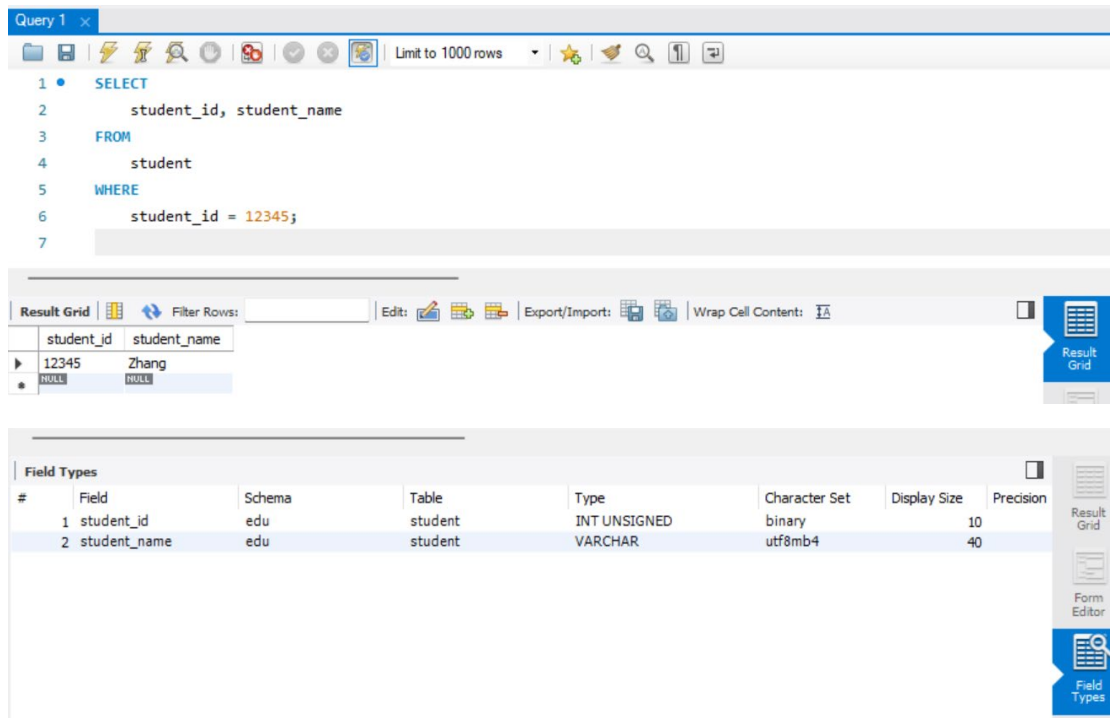 Query 1
Limit to 1000 rows
1 SELECT
2 student_id, student_name
3 FROM
4 student
5 WHERE
6 student_id = 12345;
7
Result Grid Filter Rows: Edit: Export/Import: Wrap Cell Content: IA
student_id student_name
12345 Zhang
NULL NULL
Result
Grid
Field Types
# Field Schema Table Type Character Set Display Size Precision
1 student_id edu student INT UNSIGNED binary 10
2 student_name edu student VARCHAR utf8mb4 40
Result
Grid
Form
Editor
Field
Types